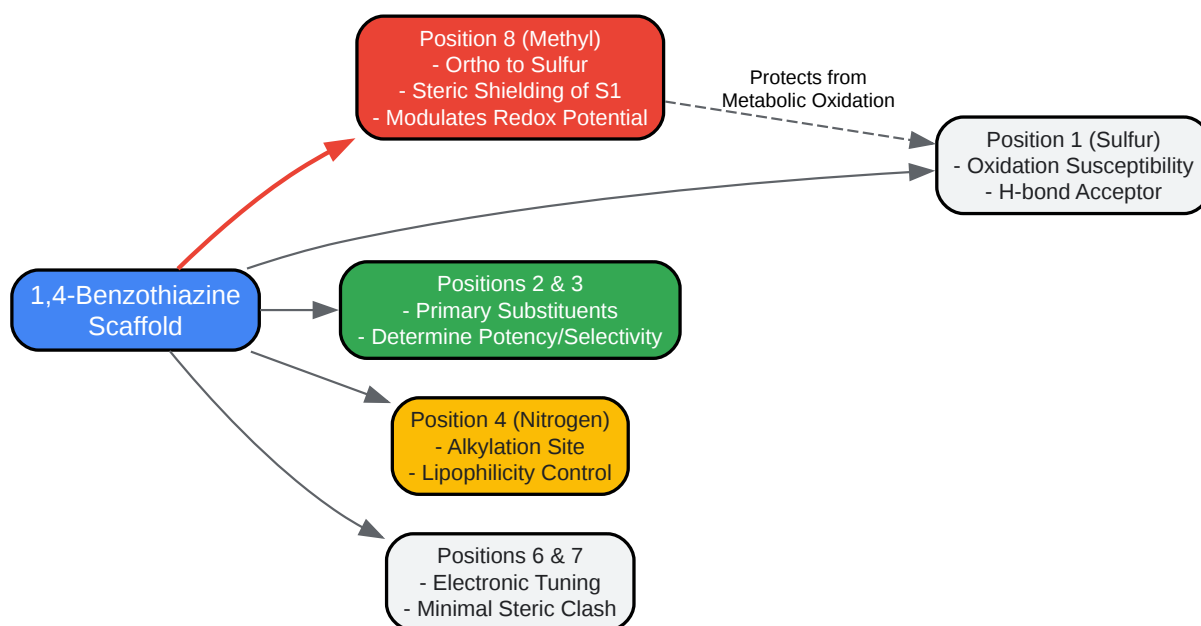 Position 8 (Methyl)
- Ortho to Sulfur
- Steric Shielding of S1
- Modulates Redox Potential
Protects from
Metabolic Oxidation
Position 1 (Sulfur)
- Oxidation Susceptibility
- H-bond Acceptor
1,4-Benzothiazine
Scaffold
Positions 2 & 3
- Primary Substituents
- Determine Potency/Selectivity
Position 4 (Nitrogen)
- Alkylation Site
- Lipophilicity Control
Positions 6 & 7
- Electronic Tuning
- Minimal Steric Clash